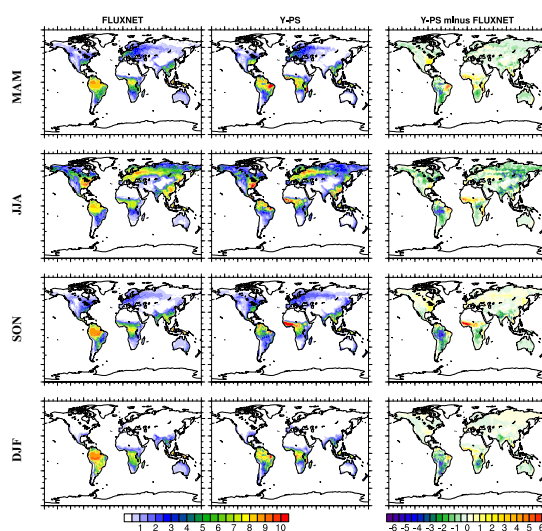 FLUXNET
Y-PS
Y-PS minus FLUXNET
MAM
JJA
SON
DJF
1 2 3 4 5 6 7 8 9 10
-6 -5 -4 -3 -2 -1 0 1 2 3 4 5 6